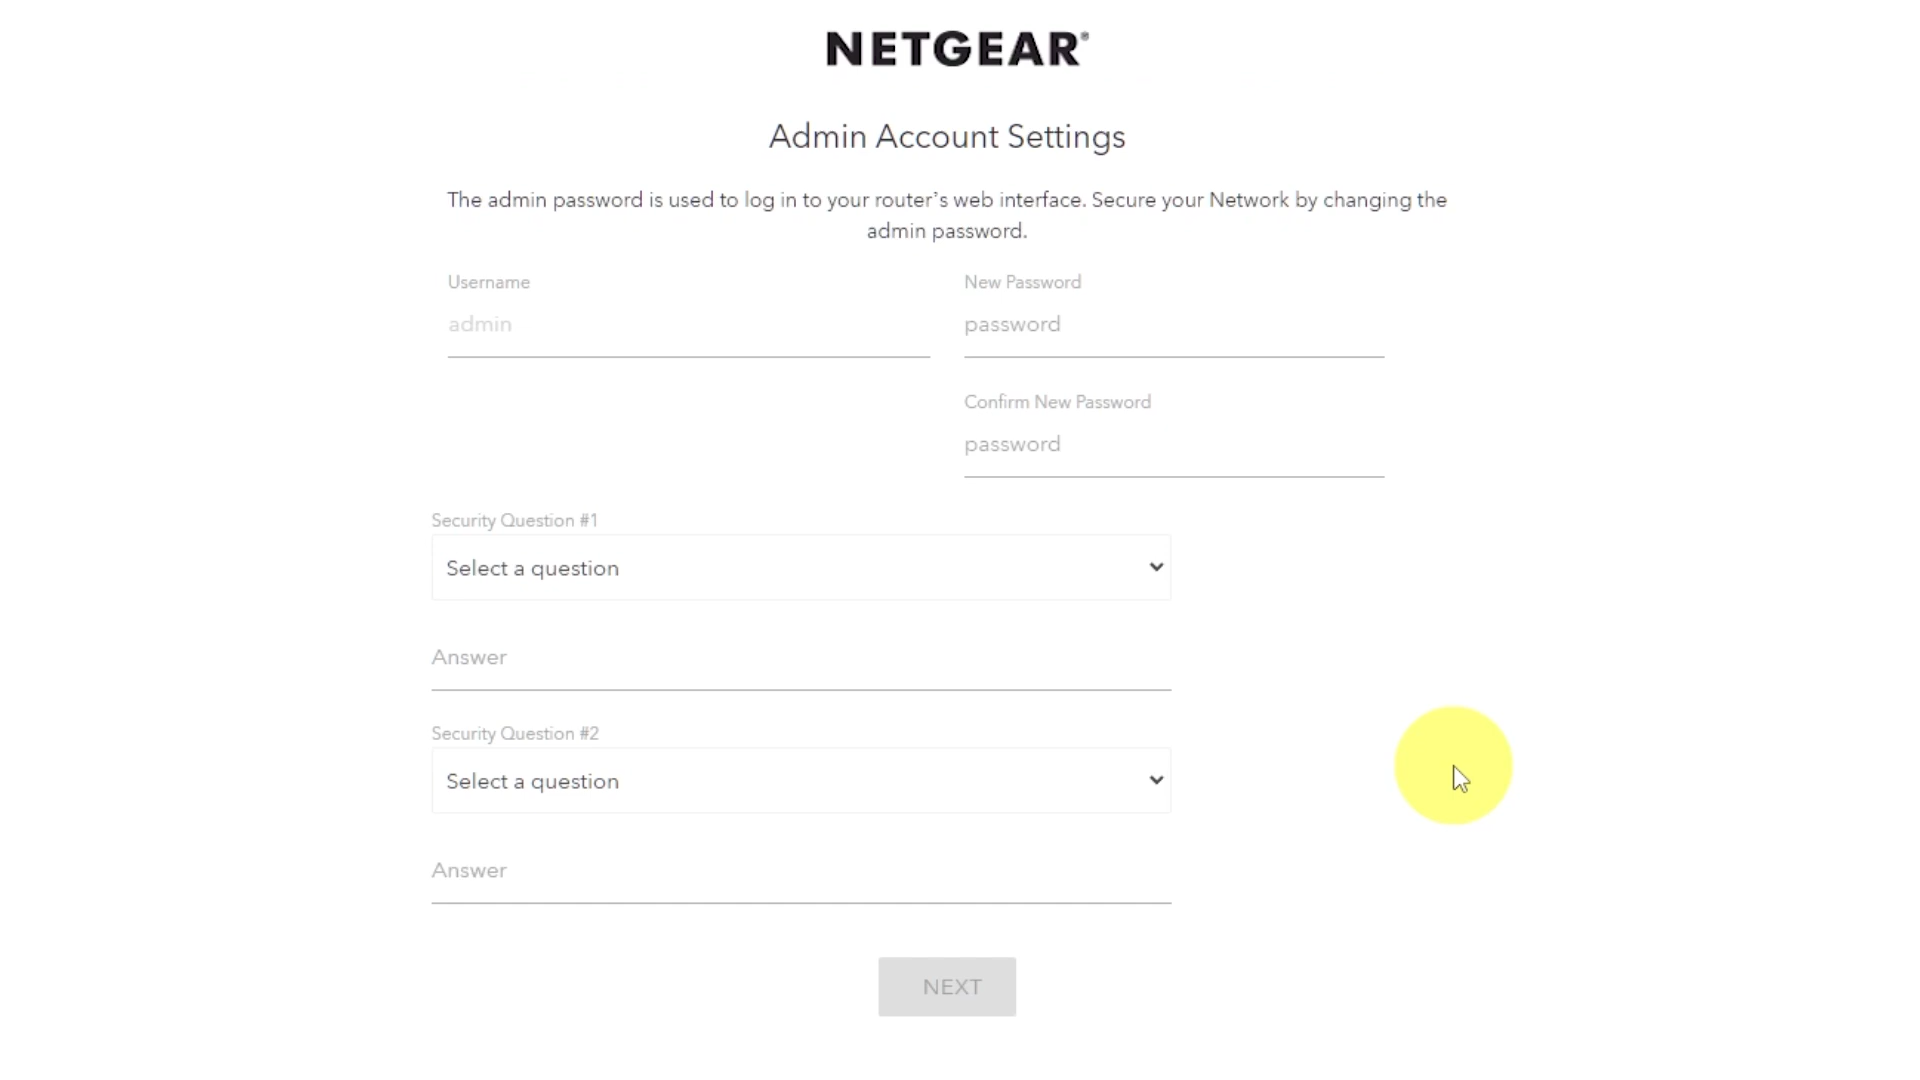 NETGEAR®
Admin Account Settings
The admin password is used to log in to your router's web interface. Secure your Network by changing the
admin password.
Username
New Password
admin
password
Confirm New Password
password
Security Question #1
Select a question
Answer
Security Question #2
Select a question
Answer
NEXT